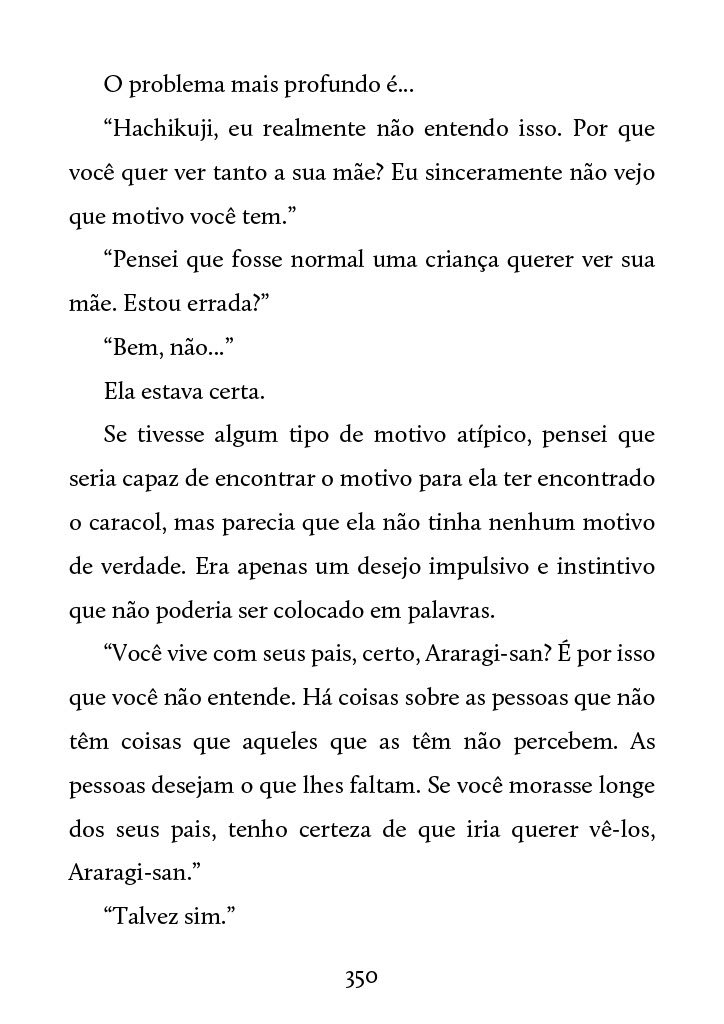 O problema mais profundo é...
“Hachikuji, eu realmente não entendo isso. Por que
você quer ver tanto a sua mãe? Eu sinceramente não vejo
que motivo você tem.”
“Pensei que fosse normal uma criança querer ver sua
mãe. Estou errada?”
“Bem, não...”
Ela estava certa.
Se tivesse algum tipo de motivo atípico, pensei que
seria capaz de encontrar o motivo para ela ter encontrado
o caracol, mas parecia que ela não tinha nenhum motivo
de verdade. Era apenas um desejo impulsivo e instintivo
que não poderia ser colocado em palavras.
“Você vive com seus pais, certo, Araragi-san? É por isso
que você não entende. Há coisas sobre as pessoas que não
têm coisas que aqueles que as têm não percebem. As
pessoas desejam o que lhes faltam. Se você morasse longe
dos seus pais, tenho certeza de que iria querer vê-los,
Araragi-san.”
“Talvez sim.”
350